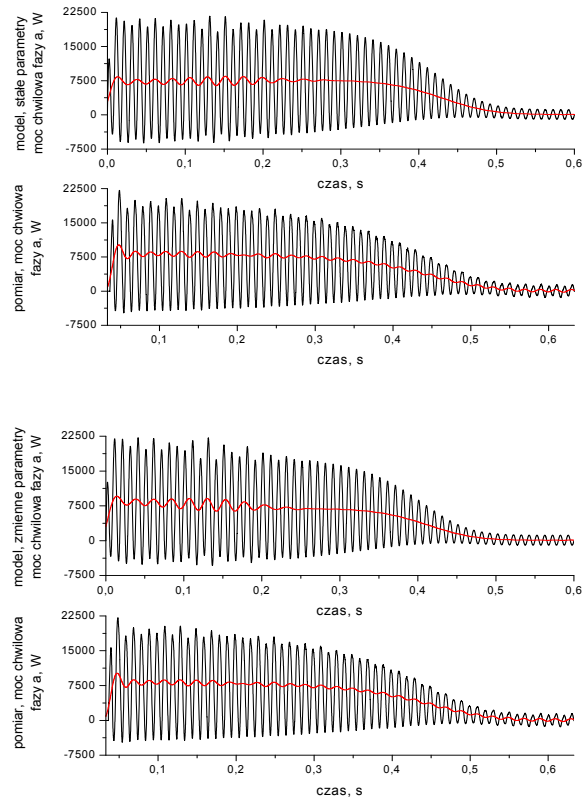 model, stałe parametry
moc chwilowa fazy a, W
22500
15000
7500
0
-7500
0,0 0,1 0,2 0,3 0,4 0,5 0,6
czas, s
pomiar, moc chwiowa
fazy a, W
22500
15000
7500
0
-7500
0,1 0,2 0,3 0,4 0,5 0,6
czas, s
model, zmienne parametry
moc chwilowa fazy a, W
22500
15000
7500
0
-7500
0,0 0,1 0,2 0,3 0,4 0,5 0,6
czas, s
pomiar, moc chwilowa
fazy a, W
22500
15000
7500
0
-7500
0,1 0,2 0,3 0,4 0,5 0,6
czas, s